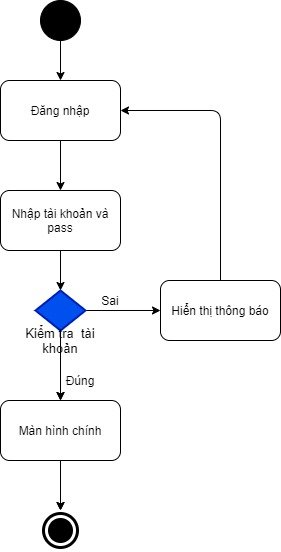 Đăng nhập
Nhập tài khoản và
pass
Sai
Hiển thị thông báo
Kiểm tra tài
khoản
Đúng
Màn hình chính